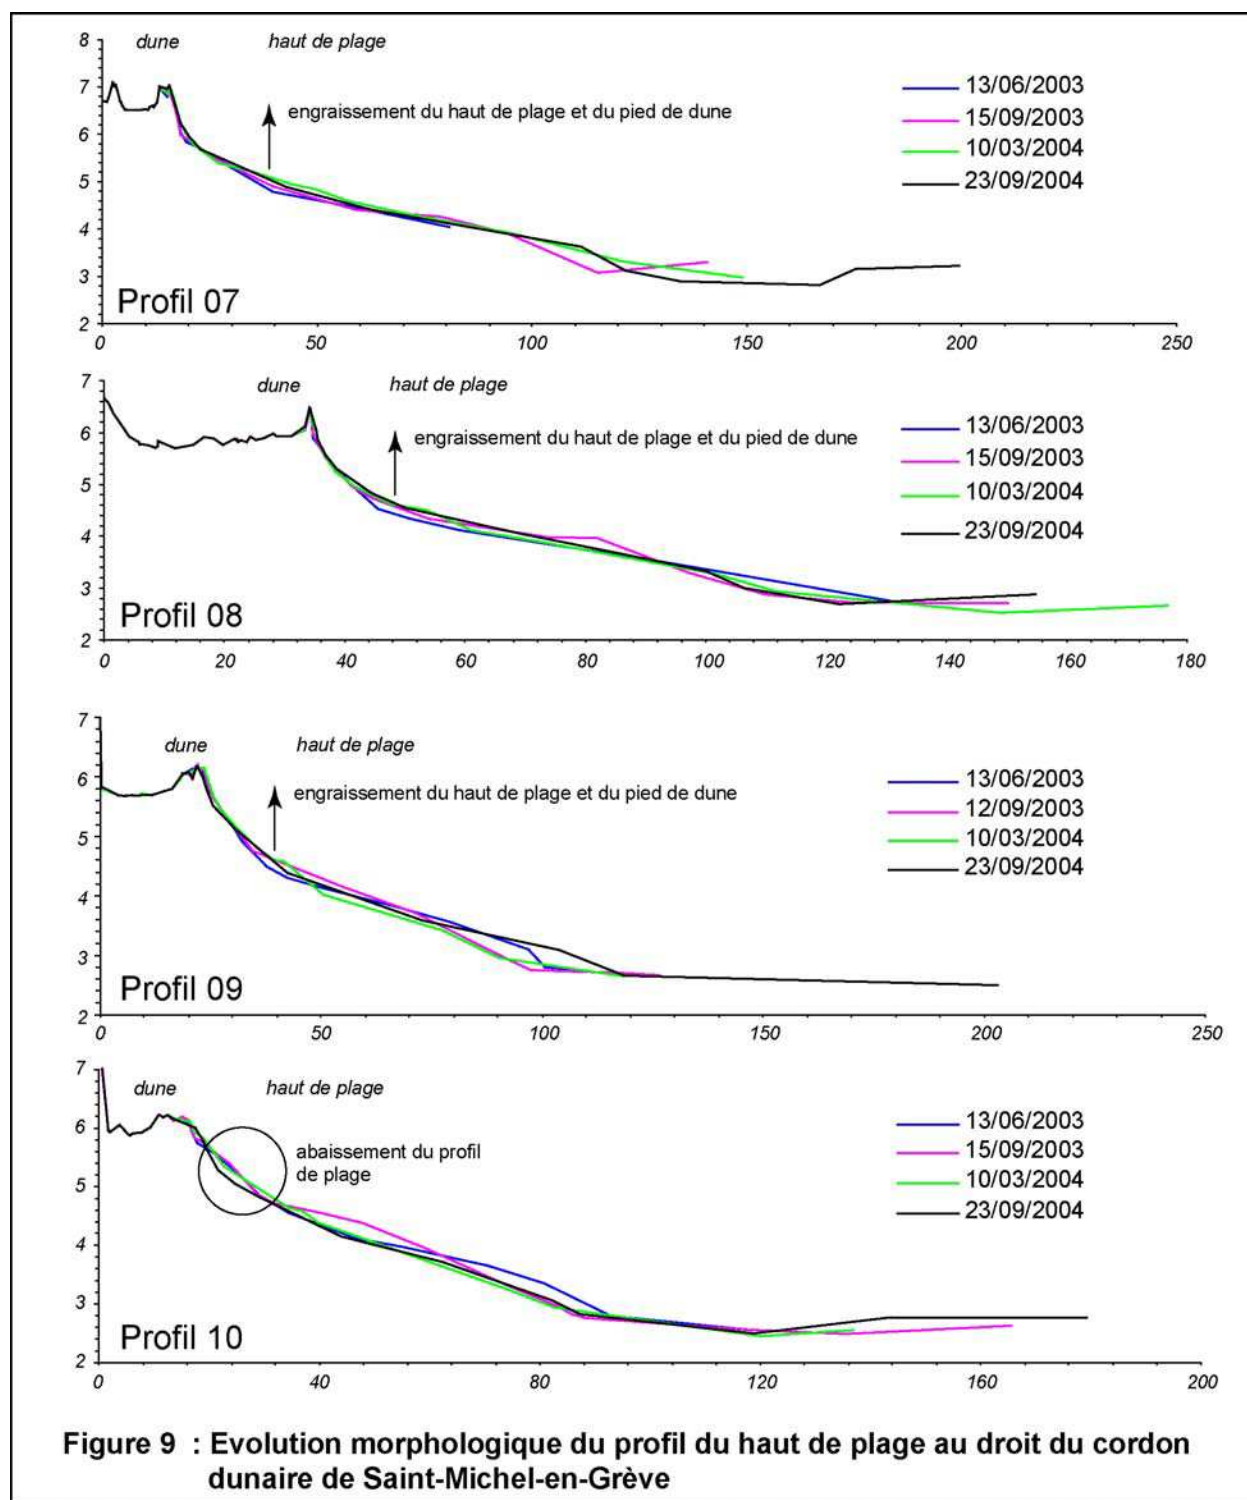 8
7
6
5
4
3
2
dune haut de plage
engraissement du haut de plage et du pied de dune
13/06/2003
15/09/2003
10/03/2004
23/09/2004
Profil 07
0 50 100 150 200 250
7
6
5
4
3
2
dune haut de plage
engraissement du haut de plage et du pied de dune
13/06/2003
15/09/2003
10/03/2004
23/09/2004
Profil 08
0 20 40 60 80 100 120 140 160 180
7
6
5
4
3
2
dune haut de plage
engraissement du haut de plage et du pied de dune
13/06/2003
12/09/2003
10/03/2004
23/09/2004
Profil 09
0 50 100 150 200 250
7
6
5
4
3
2
dune haut de plage
abaissement du profil
de plage
13/06/2003
15/09/2003
10/03/2004
23/09/2004
Profil 10
0 40 80 120 160 200
Figure 9 : Evolution morphologique du profil du haut de plage au droit du cordon
dunaire de Saint-Michel-en-Grève